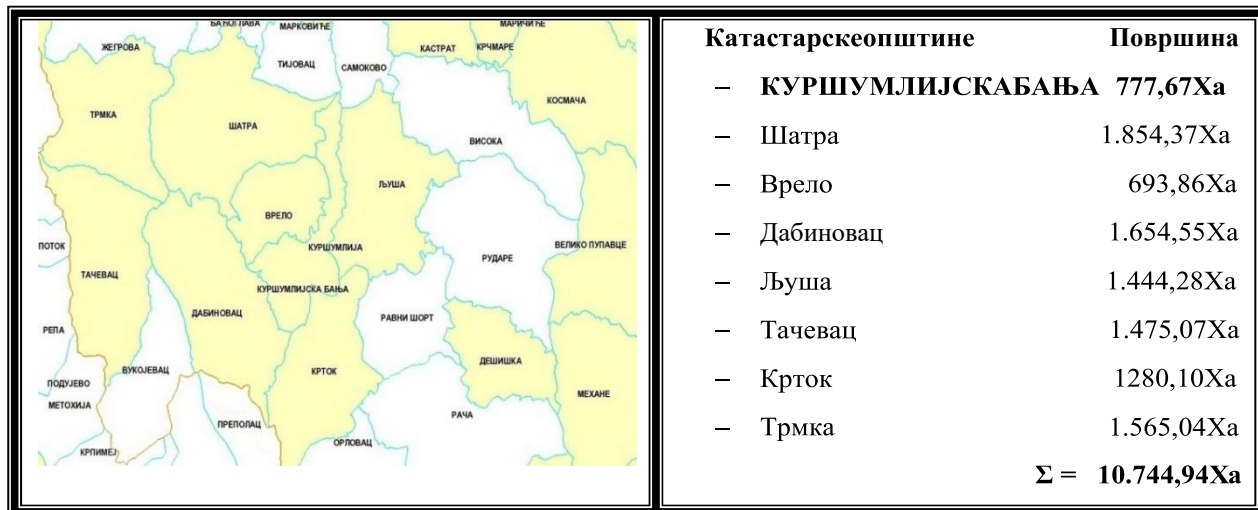 БАЋОГЛАВА
МАРКОВИЋЕ
МАРИЧИЋЕ
ЖЕГРОВА
КАСТРАТ
КРЧМАРЕ
ТИЈОВАЦ
САМОКОВО
КОСМАЧА
ТРМКА
ШАТРА
ВИСОКА
ЉУША
ВРЕЛО
ПОТОК
КУРШУМЛИЈА
ВЕЛИКО ПУПАВЦЕ
РУДАРЕ
ТАЧЕВАЦ
КУРШУМЛИЈСКА БАЊА
ДАБИНОВАЦ
РАВНИ ШОРТ
РЕПА
ВУКОЈЕВАЦ
КРТОК
ДЕШИШКА
ПОДУЈЕВО
МЕХАНЕ
МЕТОХИЈА
РАЧА
ПРЕПОЛАЦ
ОРЛОВАЦ
КРПИМЕЈ
Катастарскеопштине Површина
– КУРШУМЛИЈСКАБАЊА 777,67Ха
– Шатра 1.854,37Ха
– Врело 693,86Ха
– Дабиновац 1.654,55Ха
– Љуша 1.444,28Ха
– Тачевац 1.475,07Ха
– Крток 1280,10Ха
– Трмка 1.565,04Ха
Σ = 10.744,94Ха